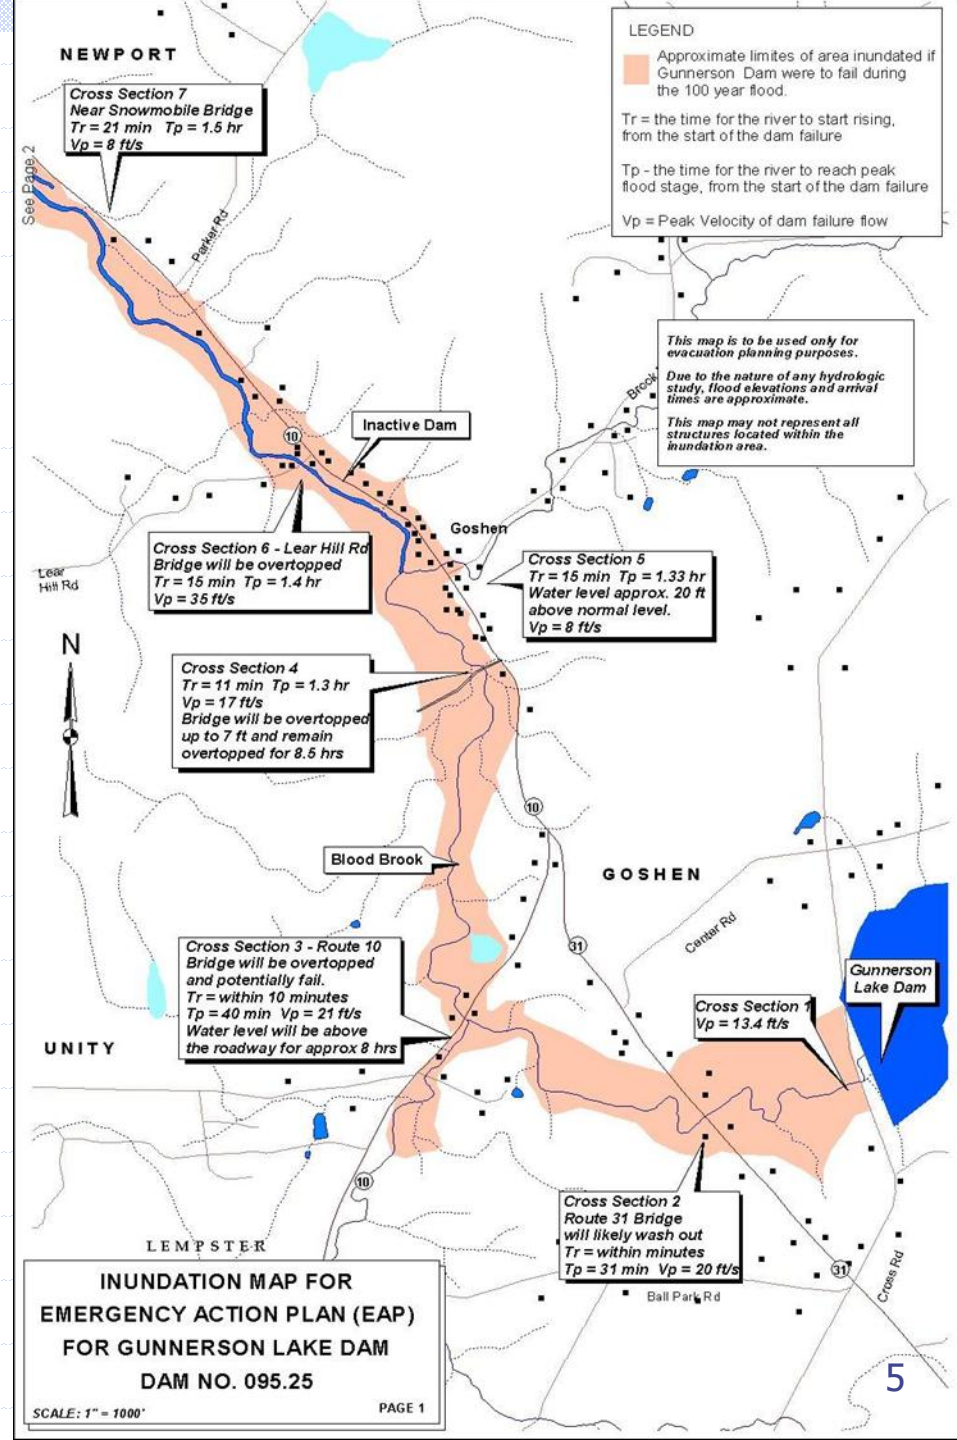 NEWPORT
Cross Section 7
Near Snowmobile Bridge
Tr = 21 min Tp = 1.5 hr
Vp = 8 ft/s
See Page 2
Parker Rd
LEGEND
Approximate limites of area inundated if
Gunnerson Dam were to fail during
the 100 year flood.
Tr = the time for the river to start rising,
from the start of the dam failure
Tp - the time for the river to reach peak
flood stage, from the start of the dam failure
Vp = Peak Velocity of dam failure flow
This map is to be used only for
evacuation planning purposes.
Due to the nature of any hydrologic
study, flood elevations and arrival
times are approximate.
This map may not represent all
structures located within the
inundation area.
Brook
Inactive Dam
10
Goshen
Cross Section 6 - Lear Hill Rd
Bridge will be overtopped
Tr = 15 min Tp = 1.4 hr
Vp = 35 ft/s
Lear
Hill Rd
Cross Section 5
Tr = 15 min Tp = 1.33 hr
Water level approx. 20 ft
above normal level.
Vp = 8 ft/s
N
Cross Section 4
Tr = 11 min Tp = 1.3 hr
Vp = 17 ft/s
Bridge will be overtopped
up to 7 ft and remain
overtopped for 8.5 hrs
10
Blood Brook
GOSHEN
Center Rd
31
Cross Section 3 - Route 10
Bridge will be overtopped
and potentially fail.
Tr = within 10 minutes
Tp = 40 min Vp = 21 ft/s
Water level will be above
the roadway for approx 8 hrs
Gunnerson
Lake Dam
Cross Section 1
Vp = 13.4 ft/s
UNITY
10
Cross Section 2
Route 31 Bridge
will likely wash out
Tr = within minutes
Tp = 31 min Vp = 20 ft/s
31
Cross Rd
Ball Park Rd
LEMPSTER
INUNDATION MAP FOR
EMERGENCY ACTION PLAN (EAP)
FOR GUNNERSON LAKE DAM
DAM NO. 095.25
SCALE: 1" = 1000'
PAGE 1
5